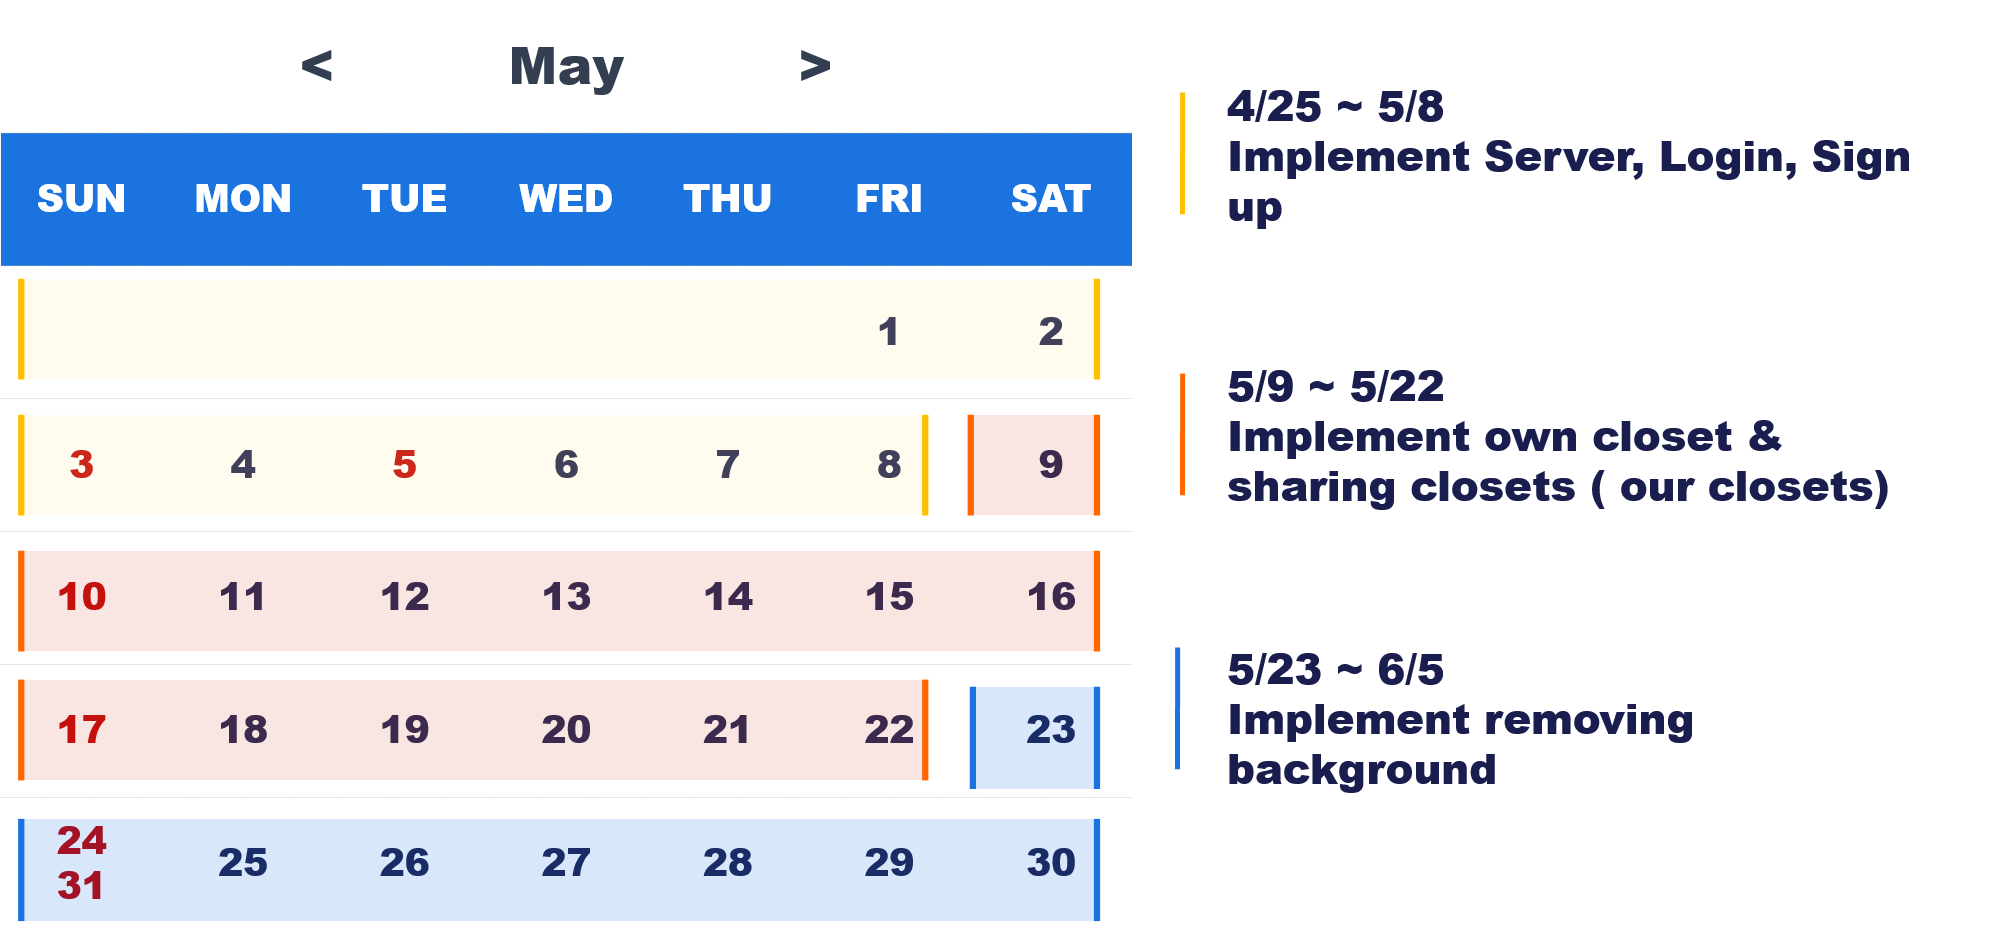 < May >
SUN MON TUE WED THU FRI SAT
1 2
3 4 5 6 7 8 9
10 11 12 13 14 15 16
17 18 19 20 21 22 23
24
31
25 26 27 28 29 30
4/25 ~ 5/8
Implement Server, Login, Sign
up
5/9 ~ 5/22
Implement own closet &
sharing closets ( our closets)
5/23 ~ 6/5
Implement removing
background